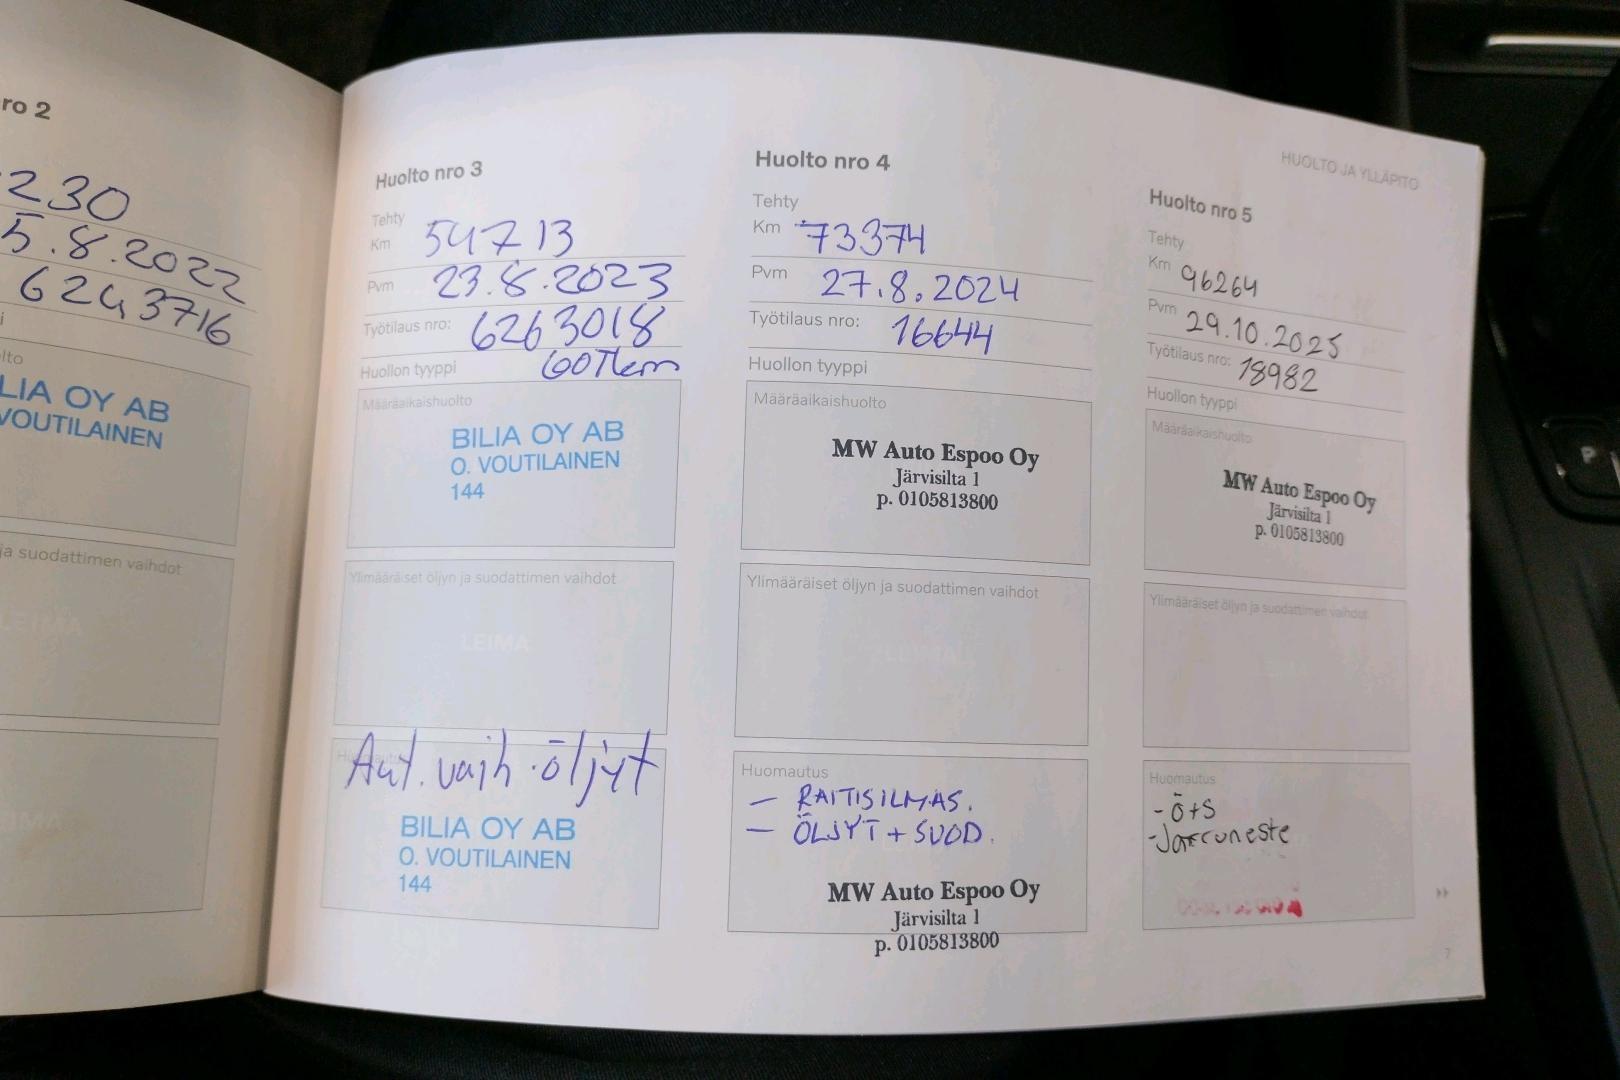 ro 2
230
5.8.2022
6243716
lto
LIA OY AB
VOUTILAINEN
ja suodattimen vaihdot
LEIMA
Huolto nro 3
Tehty
Km 54713
Pvm 23.8.2023
Työtilaus nro: 6263018
Huollon tyyppi 60Tkm
Määräaikaishuolto
BILIA OY AB
O. VOUTILAINEN
144
Ylimääräiset öljyn ja suodattimen vaihdot
LEIMA
Aut. vaih. öljyt
BILIA OY AB
O. VOUTILAINEN
144
Huolto nro 4
Tehty
Km 73374
Pvm 27.8.2024
Työtilaus nro: 16644
Huollon tyyppi
Määräaikaishuolto
MW Auto Espoo Oy
Järvisilta 1
p. 0105813800
Ylimääräiset öljyn ja suodattimen vaihdot
LEIMA
Huomautus
– RAITISILMAS.
– ÖLJYT + SUOD.
MW Auto Espoo Oy
Järvisilta 1
p. 0105813800
HUOLTO JA YLLÄPITO
Huolto nro 5
Tehty
Km 96264
Pvm 29.10.2025
Työtilaus nro: 18982
Huollon tyyppi
Määräaikaishuolto
MW Auto Espoo Oy
Järvisilta 1
p. 0105813800
Ylimääräiset öljyn ja suodattimen vaihdot
Huomautus
- Ö+S
- Jarruneste
7
P